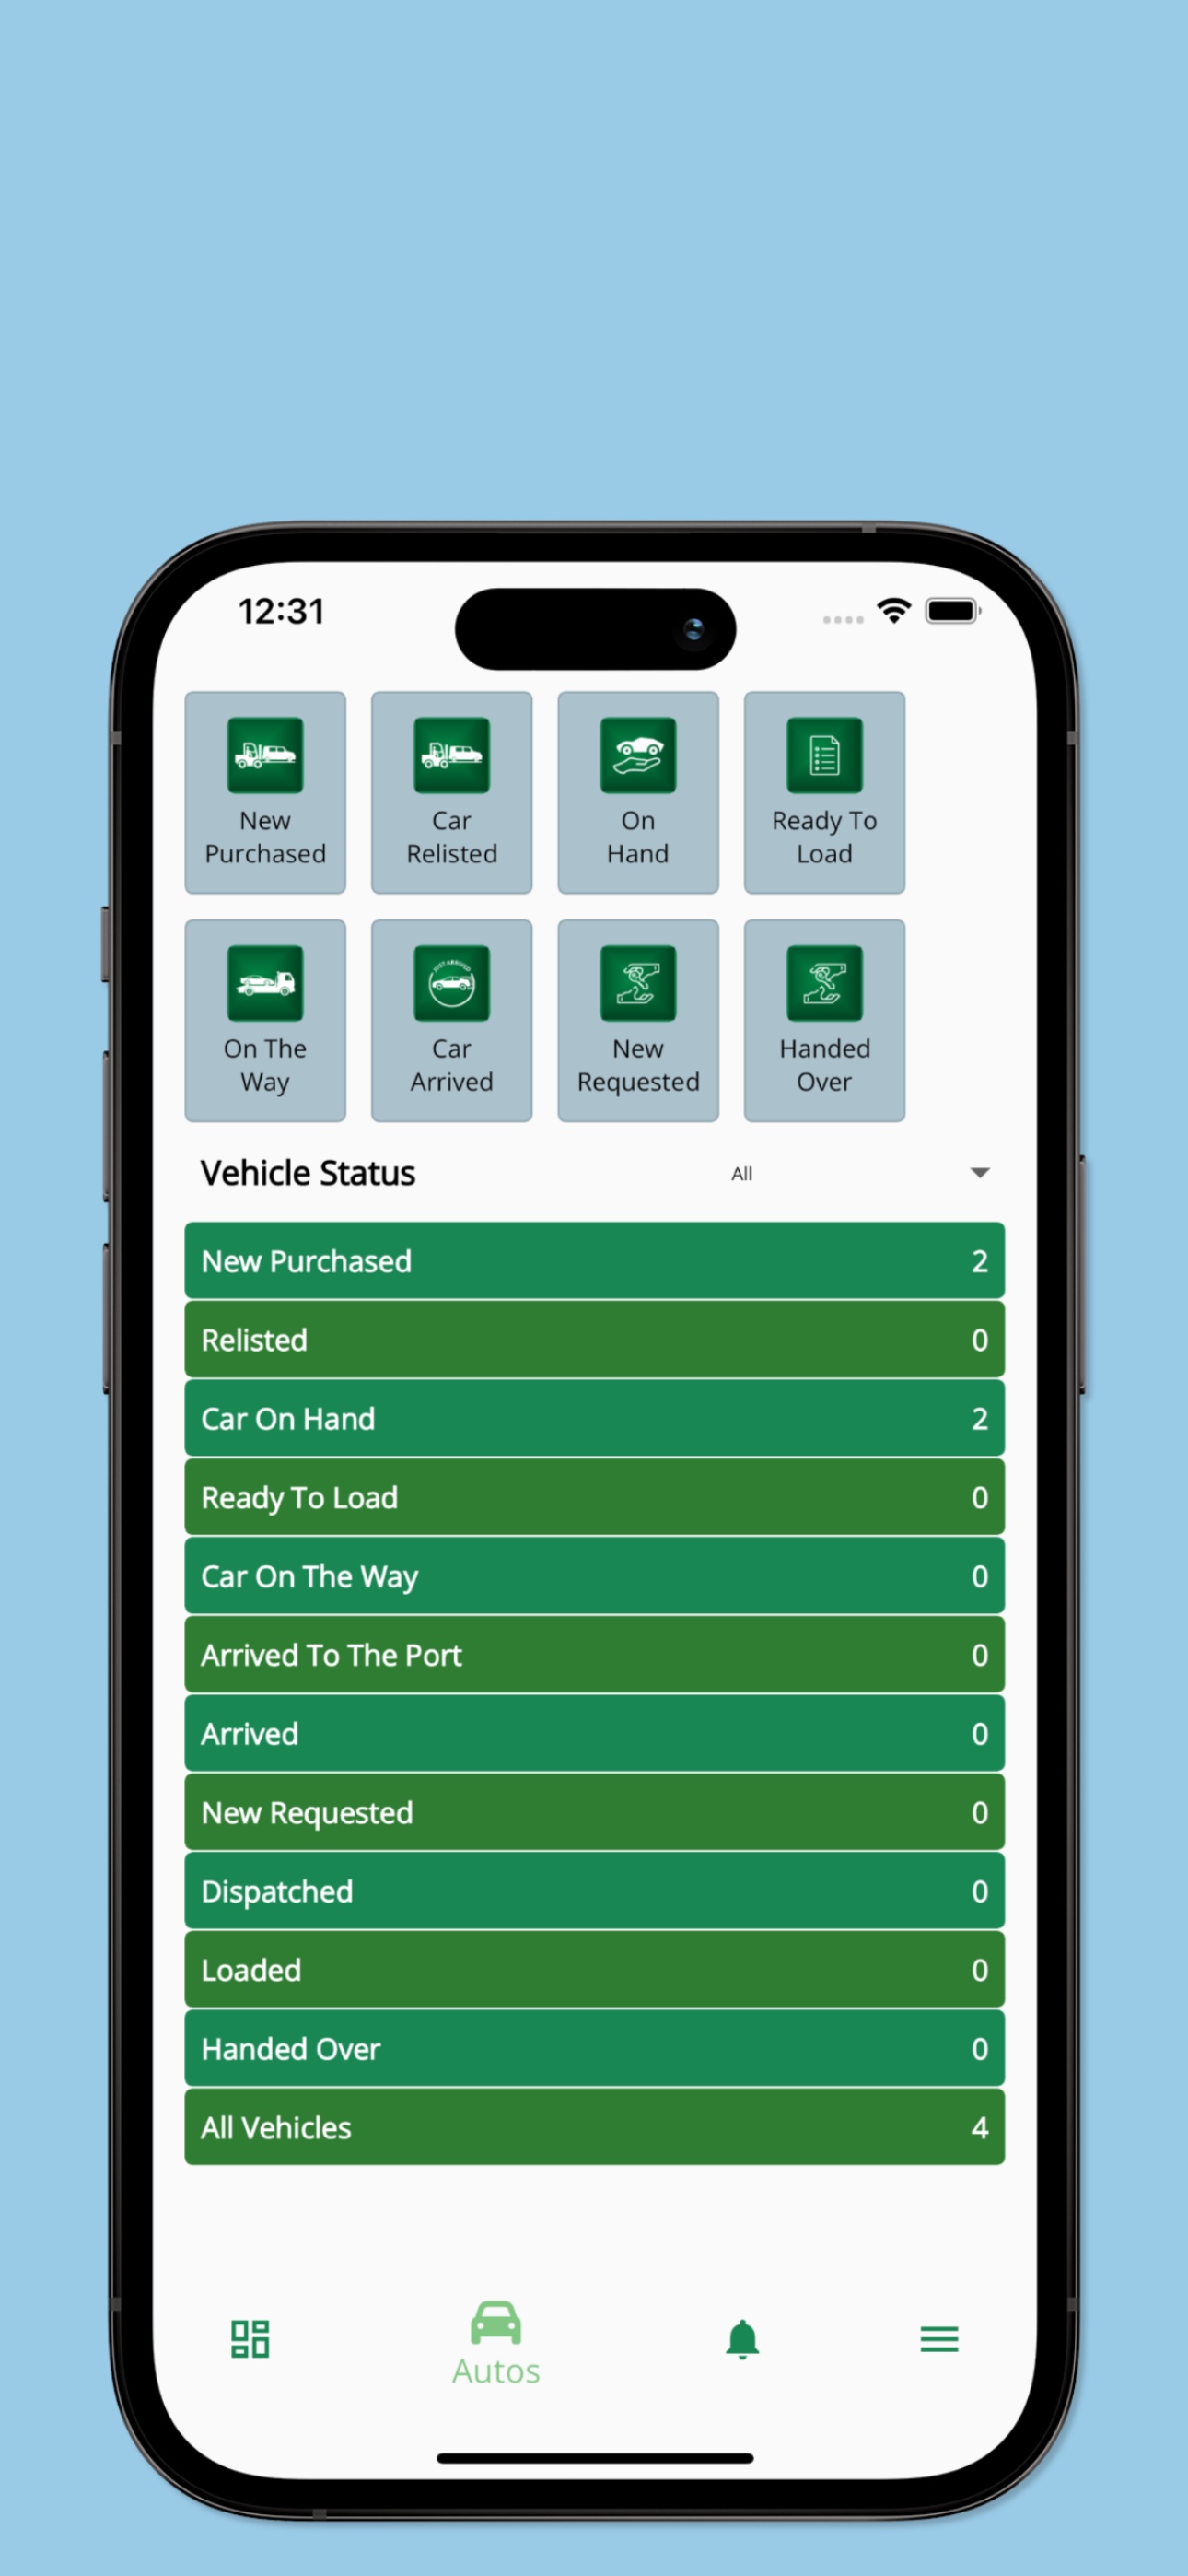 12:31
New
Purchased
Car
Relisted
On
Hand
Ready To
Load
On The
Way
JUST ARRIVED
Car
Arrived
New
Requested
Handed
Over
Vehicle Status
All
New Purchased 2
Relisted 0
Car On Hand 2
Ready To Load 0
Car On The Way 0
Arrived To The Port 0
Arrived 0
New Requested 0
Dispatched 0
Loaded 0
Handed Over 0
All Vehicles 4
Autos